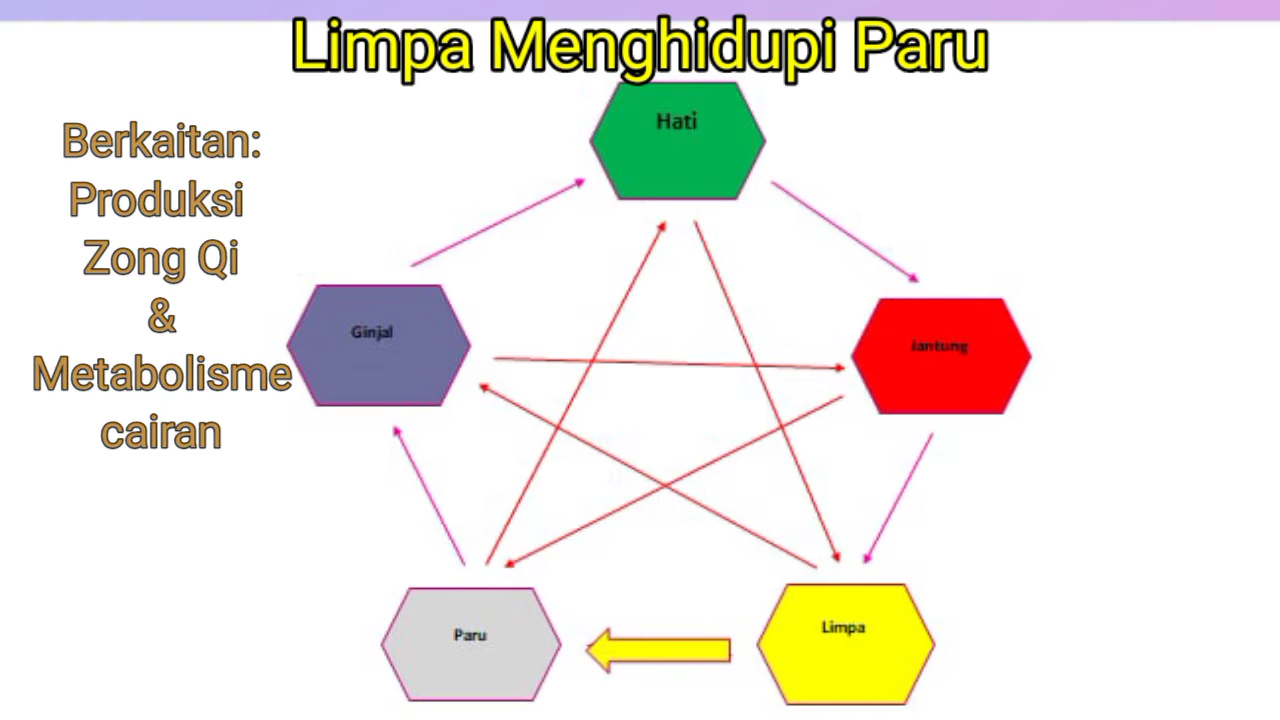 Limpa Menghidupi Paru
Berkaitan:
Produksi
Zong Qi
&
Metabolisme
cairan
Hati
Ginjal
Jantung
Paru
Limpa